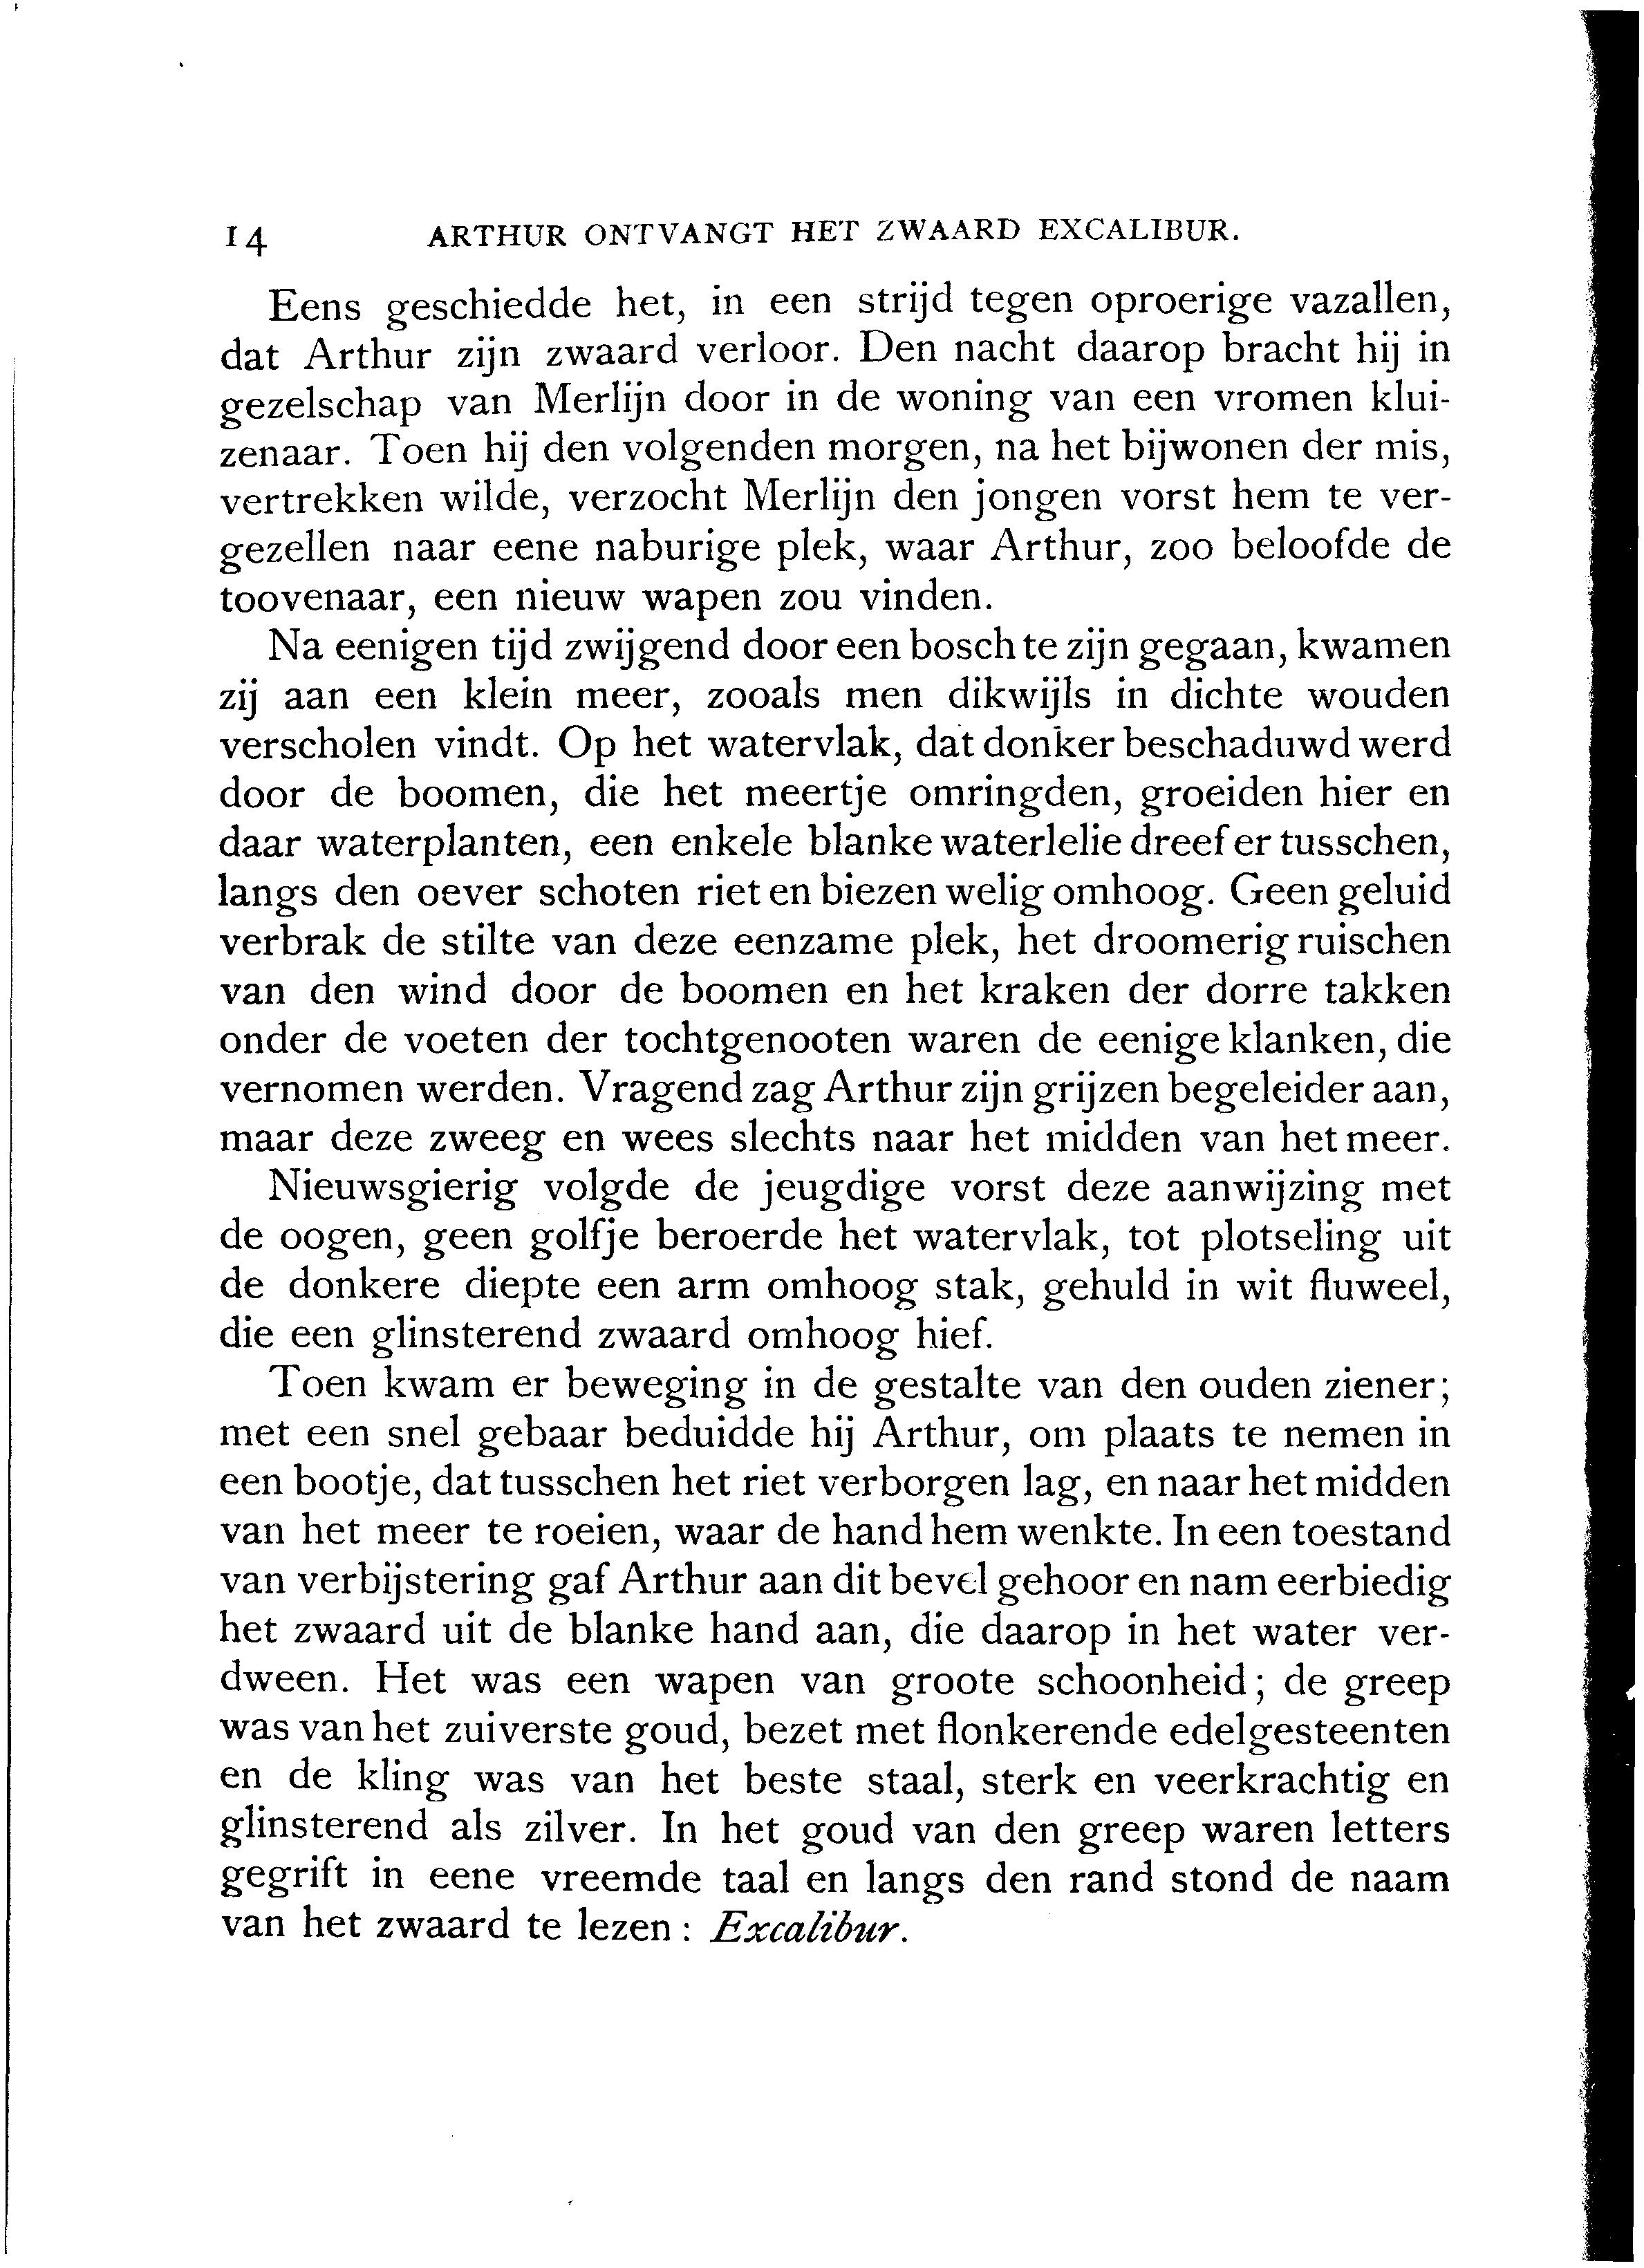 14 ARTHUR ONTVANGT HET ZWAARD EXCALIBUR.
Eens geschiedde het, in een strijd tegen oproerige vazallen,
dat Arthur zijn zwaard verloor. Den nacht daarop bracht hij in
gezelschap van Merlijn door in de woning van een vromen klui-
zenaar. Toen hij den volgenden morgen, na het bijwonen der mis,
vertrekken wilde, verzocht Merlijn den jongen vorst hem te ver-
gezellen naar eene naburige plek, waar Arthur, zoo beloofde de
toovenaar, een nieuw wapen zou vinden.
Na eenigen tijd zwijgend door een bosch te zijn gegaan, kwamen
zij aan een klein meer, zooals men dikwijls in dichte wouden
verscholen vindt. Op het watervlak, dat donker beschaduwd werd
door de boomen, die het meertje omringden, groeiden hier en
daar waterplanten, een enkele blanke waterlelie dreef er tusschen,
langs den oever schoten riet en biezen welig omhoog. Geen geluid
verbrak de stilte van deze eenzame plek, het droomerig ruischen
van den wind door de boomen en het kraken der dorre takken
onder de voeten der tochtgenooten waren de eenige klanken, die
vernomen werden. Vragend zag Arthur zijn grijzen begeleider aan,
maar deze zweeg en wees slechts naar het midden van het meer.
Nieuwsgierig volgde de jeugdige vorst deze aanwijzing met
de oogen, geen golfje beroerde het watervlak, tot plotseling uit
de donkere diepte een arm omhoog stak, gehuld in wit fluweel,
die een glinsterend zwaard omhoog hief.
Toen kwam er beweging in de gestalte van den ouden ziener;
met een snel gebaar beduidde hij Arthur, om plaats te nemen in
een bootje, dat tusschen het riet verborgen lag, en naar het midden
van het meer te roeien, waar de hand hem wenkte. In een toestand
van verbijstering gaf Arthur aan dit bevel gehoor en nam eerbiedig
het zwaard uit de blanke hand aan, die daarop in het water ver-
dween. Het was een wapen van groote schoonheid; de greep
was van het zuiverste goud, bezet met flonkerende edelgesteenten
en de kling was van het beste staal, sterk en veerkrachtig en
glinsterend als zilver. In het goud van den greep waren letters
gegrift in eene vreemde taal en langs den rand stond de naam
van het zwaard te lezen: Excalibur.